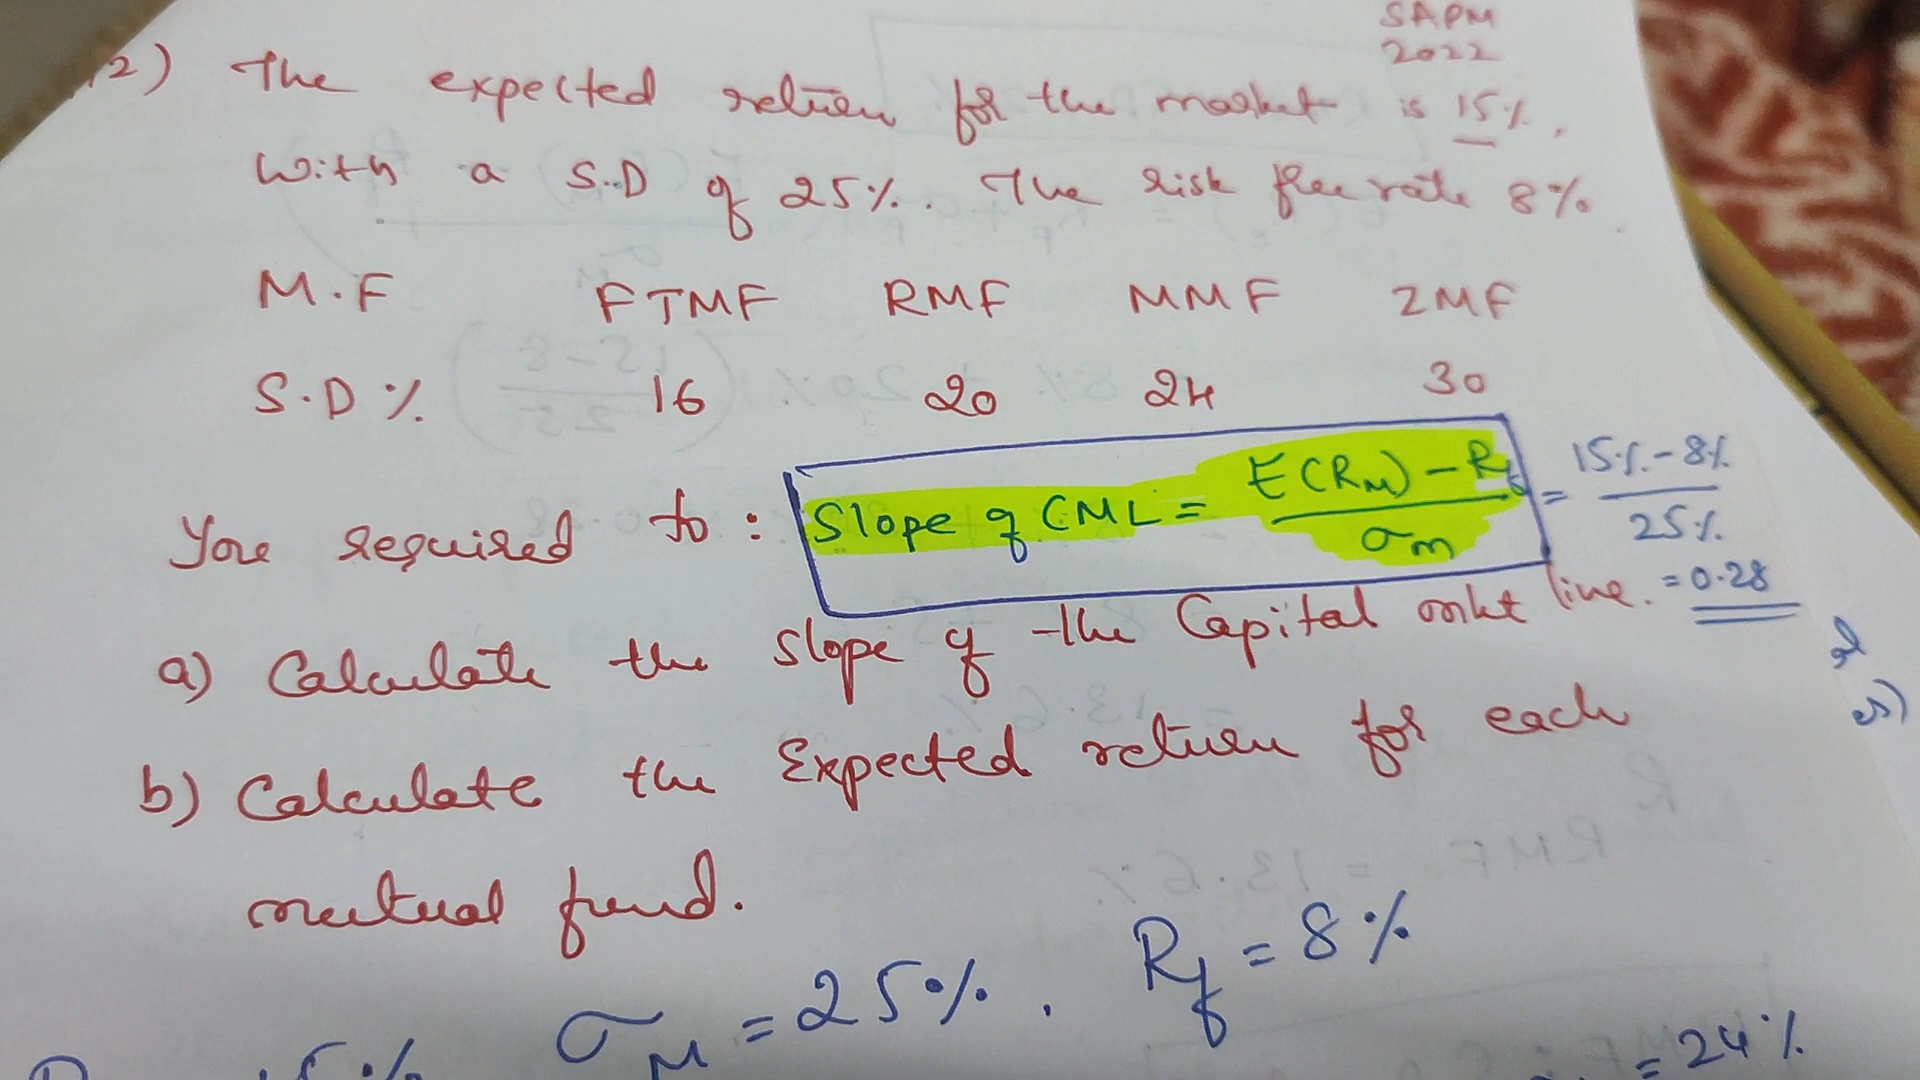 SAPM
2022
2) The expected return for the market is 15%,
with a S.D of 25%. The risk free rate 8%
M.F FTMF RMF MMF ZMF
S.D % 16 20 24 30
You required to : Slope of CML = E(RM) - Rf / σm = 15% - 8% / 25%
= 0.28
a) Calculate the slope of the Capital mkt line.
b) Calculate the Expected return for each
mutual fund.
σM = 25%. Rf = 8%
5% = 24%